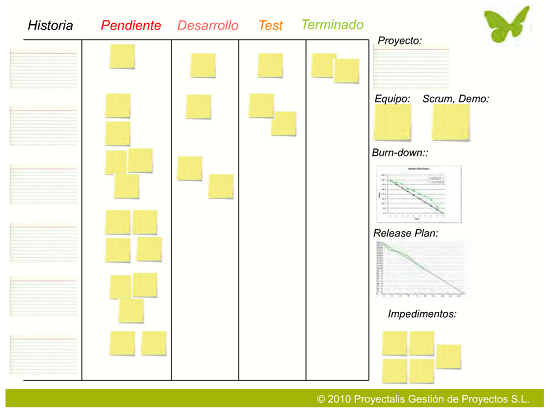 Historia Pendiente Desarrollo Test Terminado
Proyecto:
Equipo: Scrum, Demo:
Burn-down::
Release Plan:
Impedimentos:
© 2010 Proyectalis Gestión de Proyectos S.L.